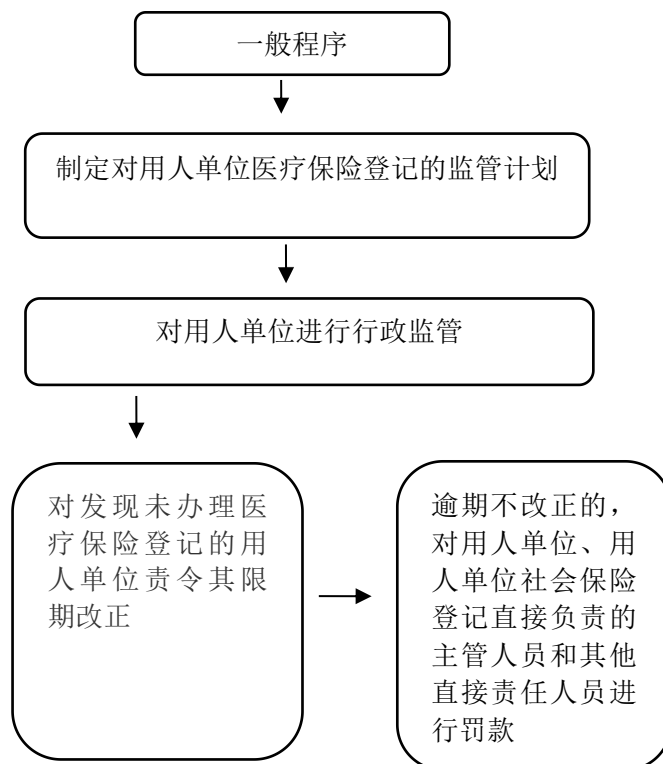 一般程序
制定对用人单位医疗保险登记的监管计划
对用人单位进行行政监管
对发现未办理医
疗保险登记的用
人单位责令其限
期改正
逾期不改正的，
对用人单位、用
人单位社会保险
登记直接负责的
主管人员和其他
直接责任人员进
行罚款